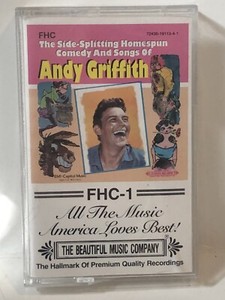 FHC
The Side-Splitting Homespun
Comedy And Songs Of
Andy Griffith
FHC-1
All The Music
America Loves Best!
THE BEAUTIFUL MUSIC COMPANY
The Hallmark Of Premium Quality Recordings